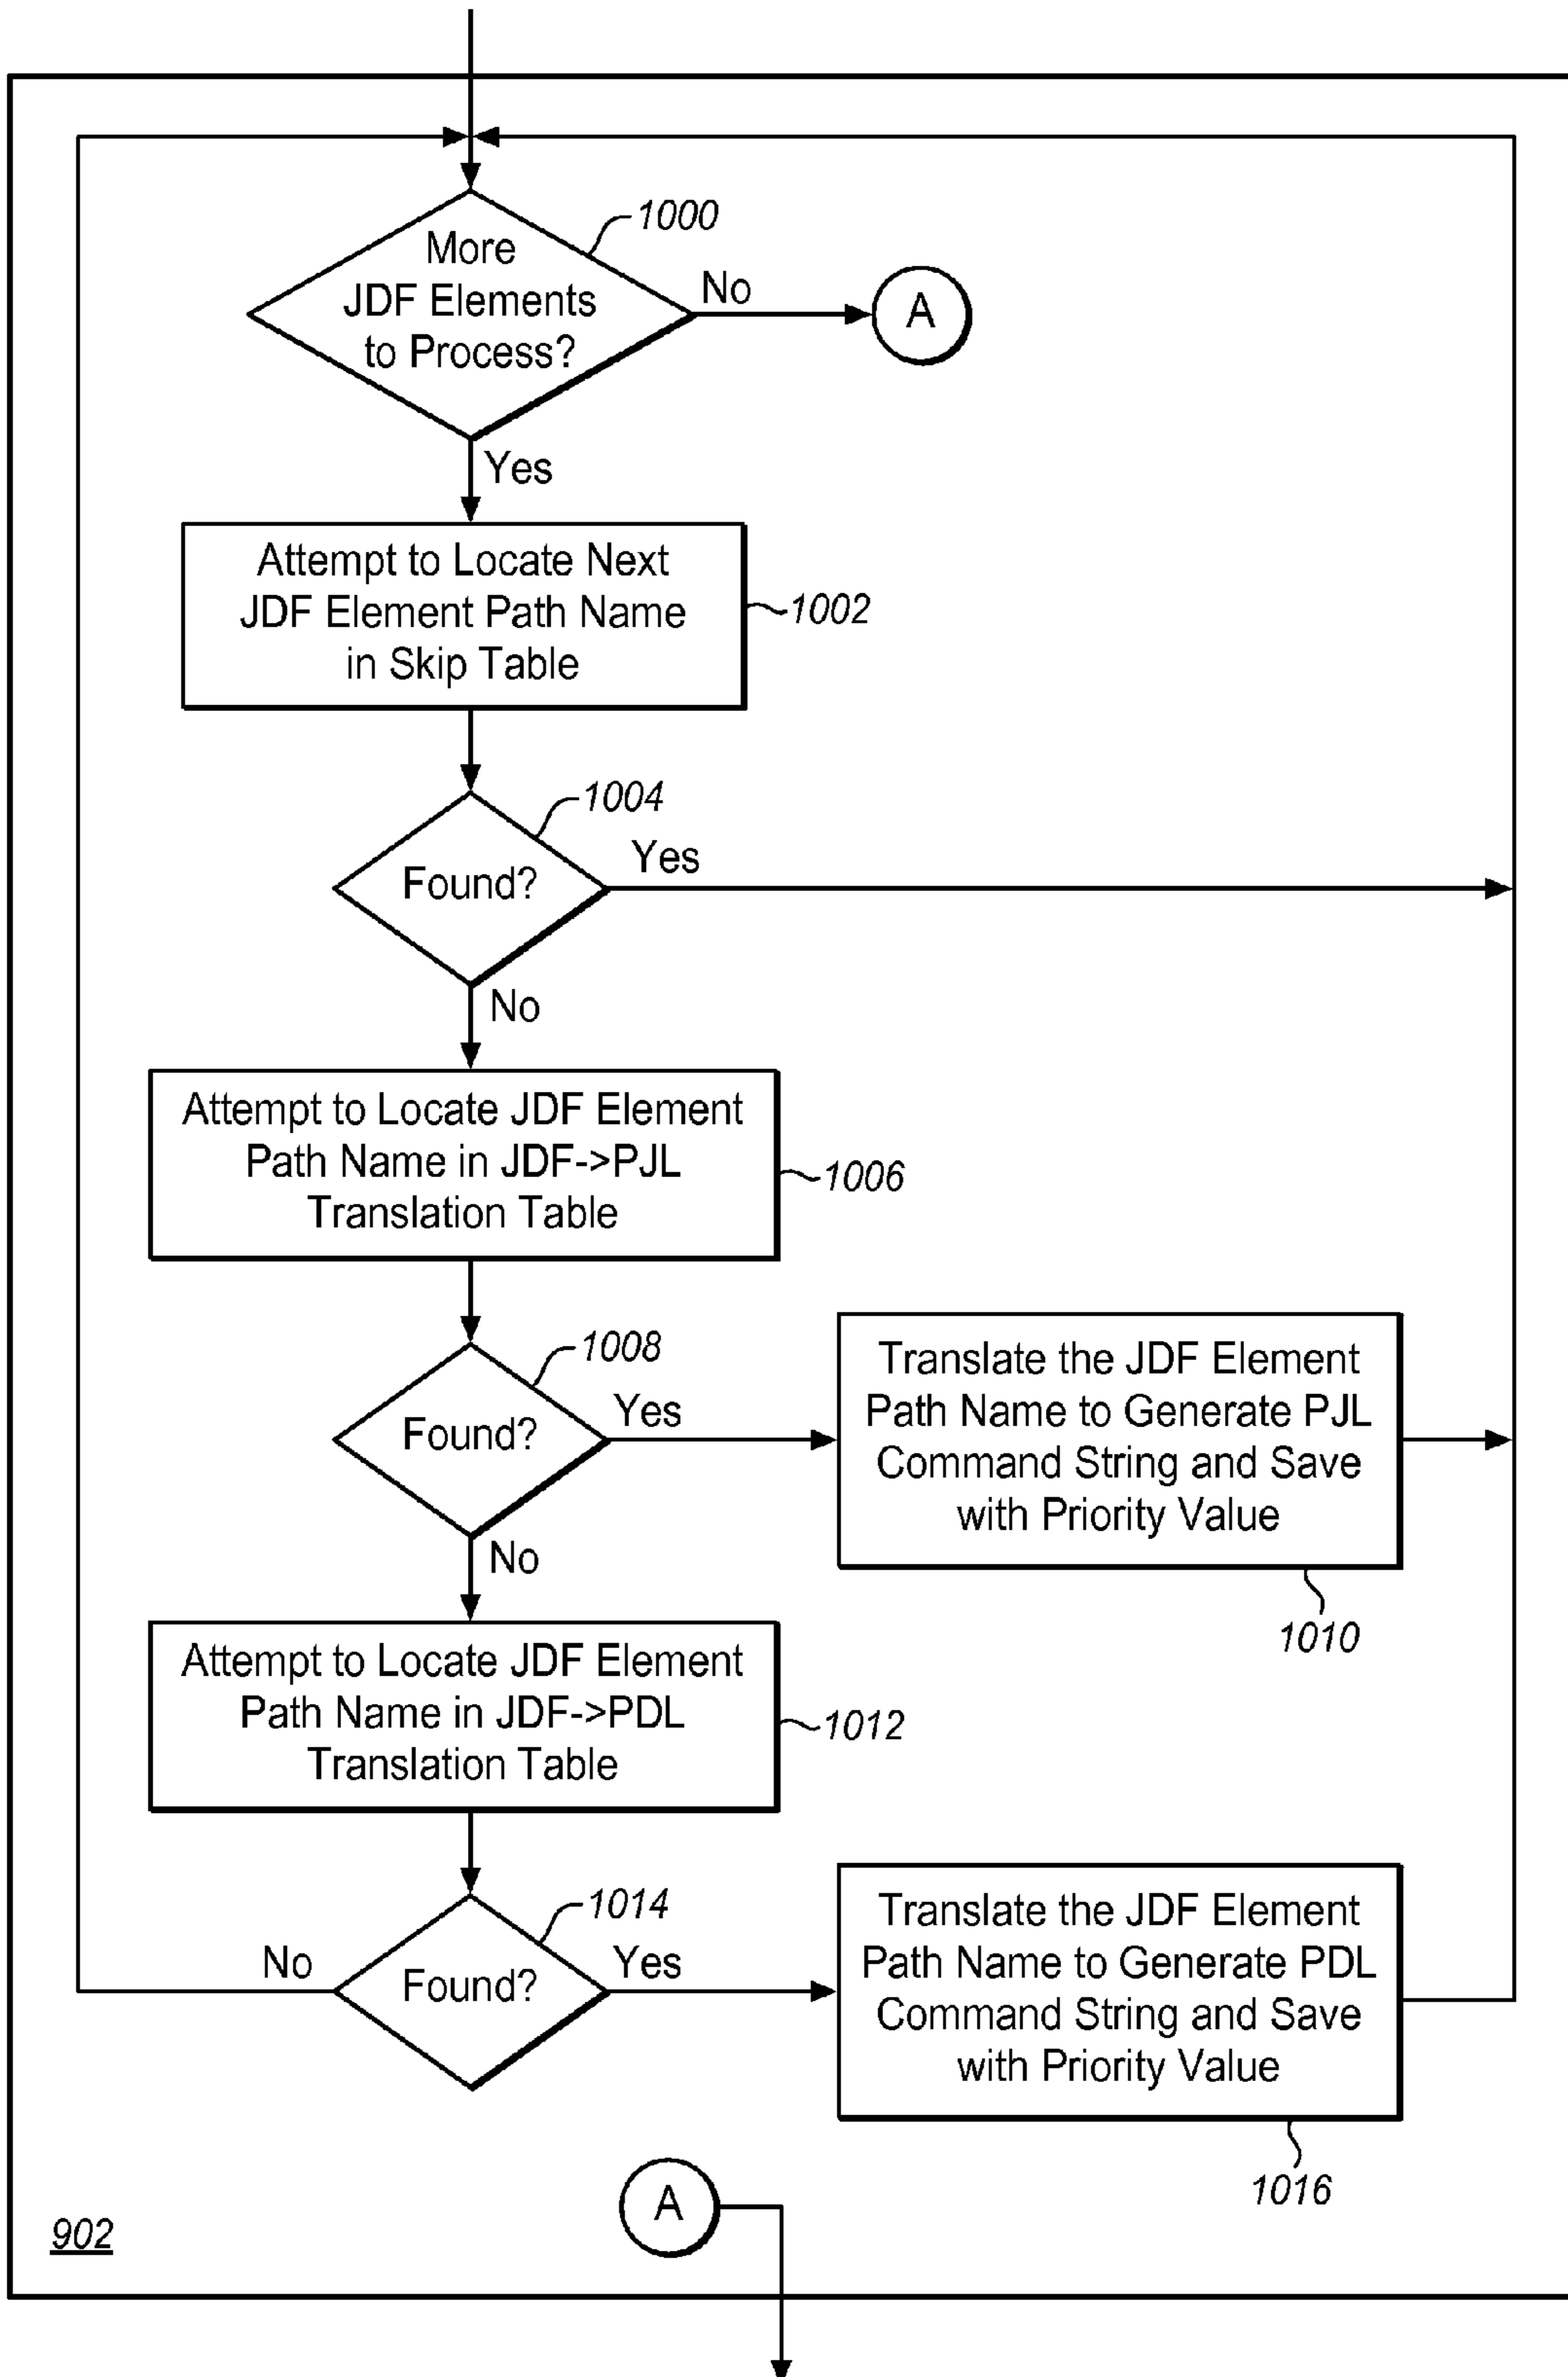 1000
More
JDF Elements
to Process?
No
A
Yes
Attempt to Locate Next
JDF Element Path Name
in Skip Table
1002
1004
Found?
Yes
No
Attempt to Locate JDF Element
Path Name in JDF->PJL
Translation Table
1006
1008
Found?
Yes
Translate the JDF Element
Path Name to Generate PJL
Command String and Save
with Priority Value
1010
No
Attempt to Locate JDF Element
Path Name in JDF->PDL
Translation Table
1012
1014
No
Found?
Yes
Translate the JDF Element
Path Name to Generate PDL
Command String and Save
with Priority Value
1016
A
902